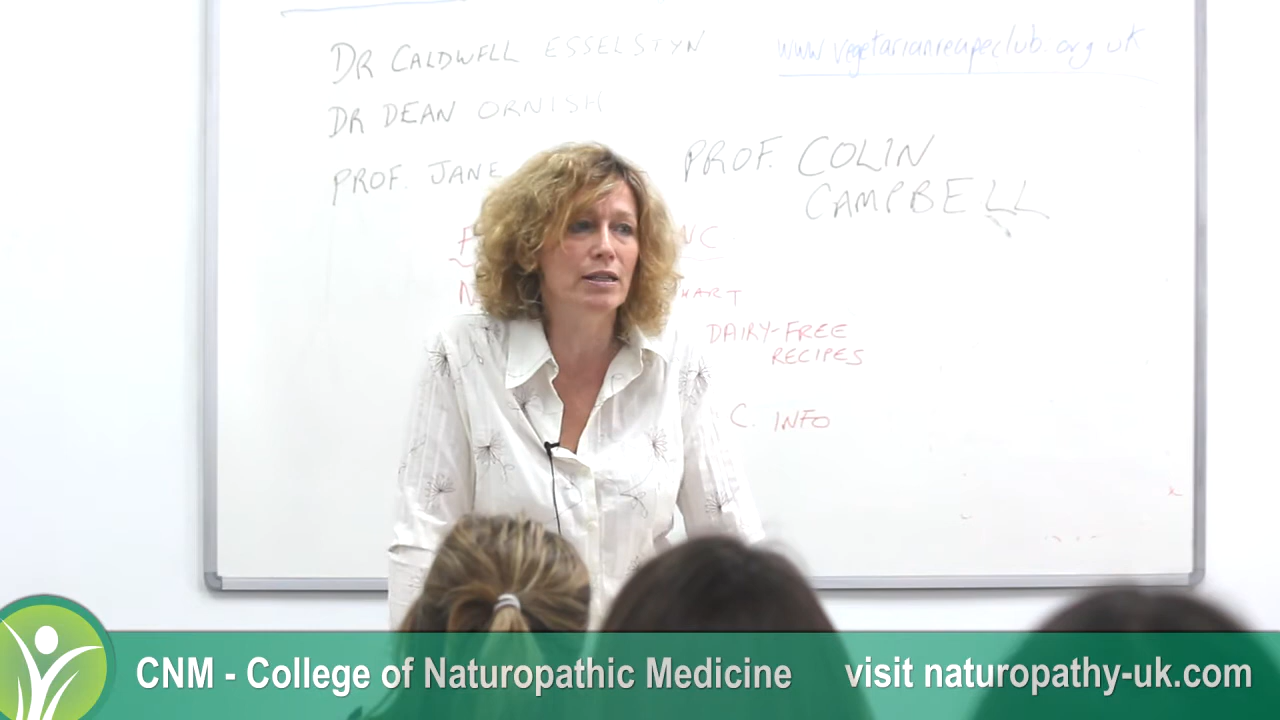 DR CALDWELL ESSELSTYN
www.vegetarianrecipeclub.org.uk
DR DEAN ORNISH
PROF. JANE
PROF. COLIN
CAMPBELL
DAIRY-FREE
RECIPES
C. INFO
CNM - College of Naturopathic Medicine
visit naturopathy-uk.com